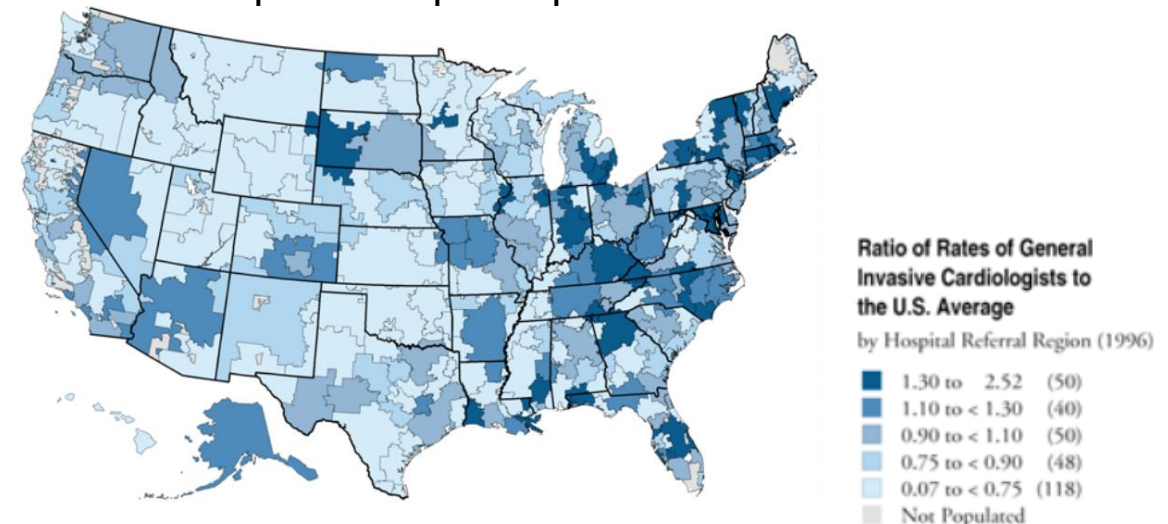 Ratio of Rates of General
Invasive Cardiologists to
the U.S. Average
by Hospital Referral Region (1996)
1.30 to 2.52 (50)
1.10 to < 1.30 (40)
0.90 to < 1.10 (50)
0.75 to < 0.90 (48)
0.07 to < 0.75 (118)
Not Populated